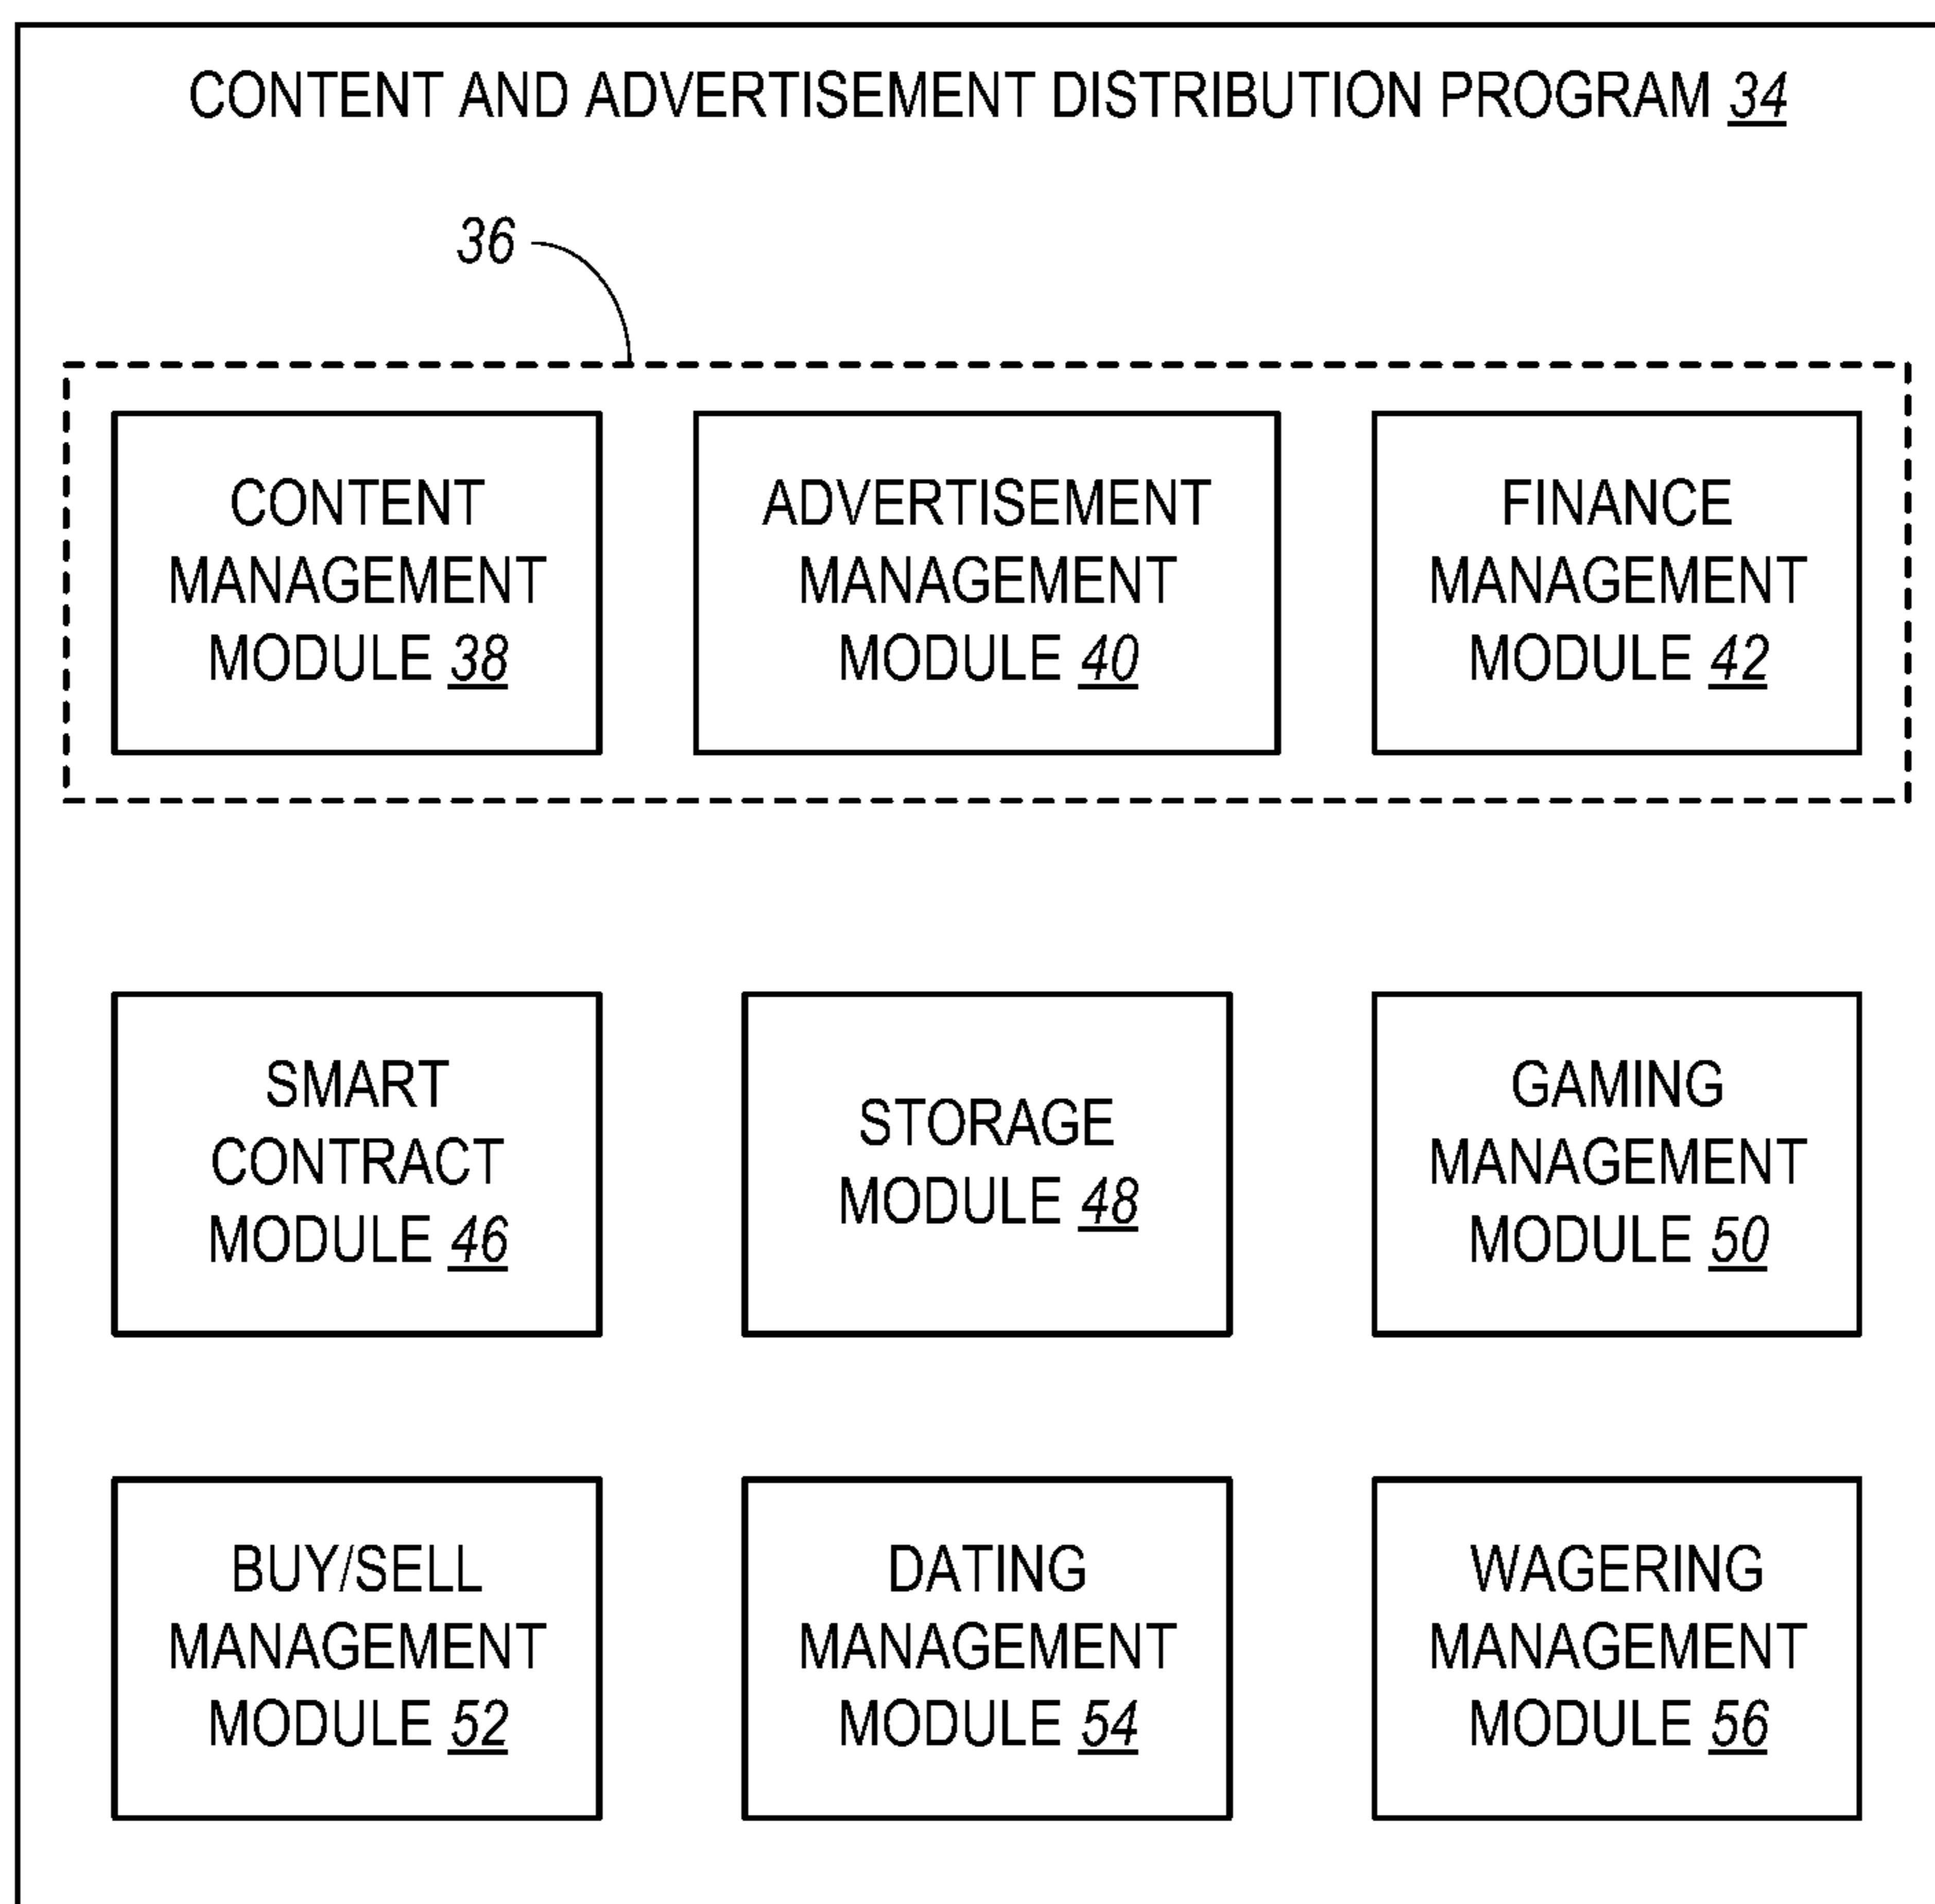 CONTENT AND ADVERTISEMENT DISTRIBUTION PROGRAM 34
36
CONTENT
MANAGEMENT
MODULE 38
ADVERTISEMENT
MANAGEMENT
MODULE 40
FINANCE
MANAGEMENT
MODULE 42
SMART
CONTRACT
MODULE 46
STORAGE
MODULE 48
GAMING
MANAGEMENT
MODULE 50
BUY/SELL
MANAGEMENT
MODULE 52
DATING
MANAGEMENT
MODULE 54
WAGERING
MANAGEMENT
MODULE 56